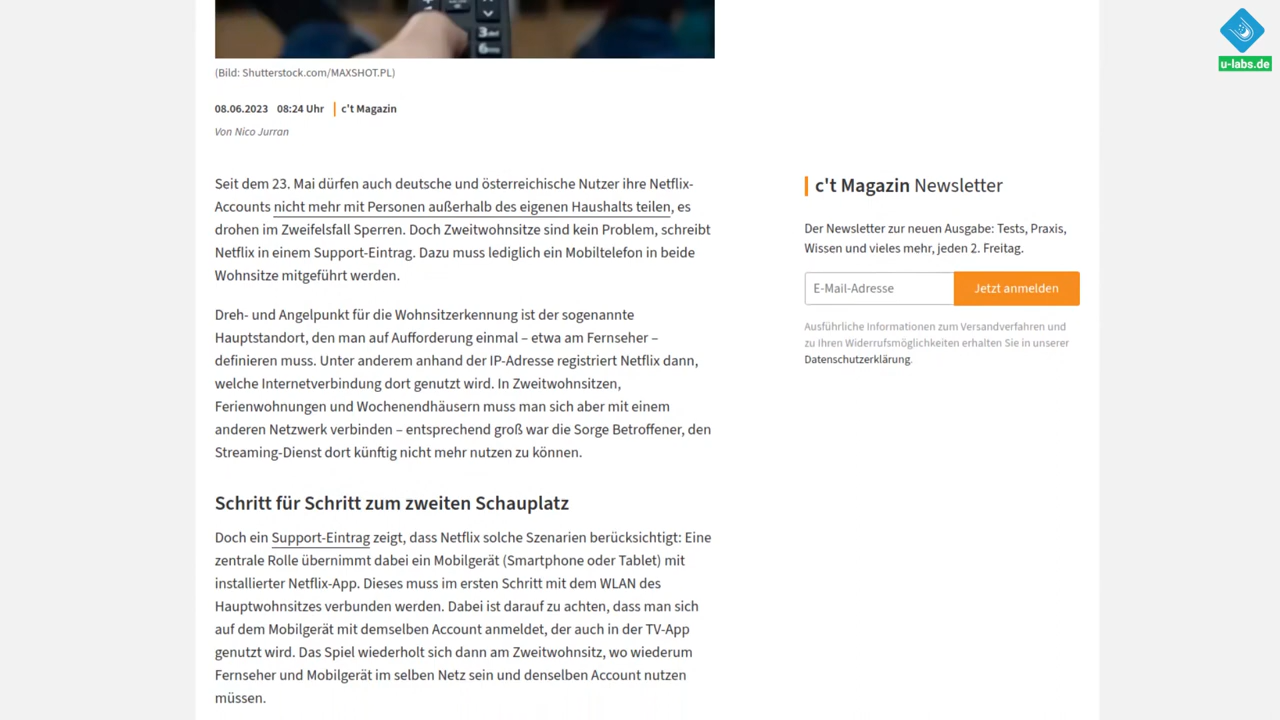 3def
6mno
u-labs.de
(Bild: Shutterstock.com/MAXSHOT.PL)
08.06.2023 08:24 Uhr c't Magazin
Von Nico Jurran
Seit dem 23. Mai dürfen auch deutsche und österreichische Nutzer ihre Netflix-
Accounts nicht mehr mit Personen außerhalb des eigenen Haushalts teilen, es
drohen im Zweifelsfall Sperren. Doch Zweitwohnsitze sind kein Problem, schreibt
Netflix in einem Support-Eintrag. Dazu muss lediglich ein Mobiltelefon in beide
Wohnsitze mitgeführt werden.
Dreh- und Angelpunkt für die Wohnsitzerkennung ist der sogenannte
Hauptstandort, den man auf Aufforderung einmal – etwa am Fernseher –
definieren muss. Unter anderem anhand der IP-Adresse registriert Netflix dann,
welche Internetverbindung dort genutzt wird. In Zweitwohnsitzen,
Ferienwohnungen und Wochenendhäusern muss man sich aber mit einem
anderen Netzwerk verbinden – entsprechend groß war die Sorge Betroffener, den
Streaming-Dienst dort künftig nicht mehr nutzen zu können.
Schritt für Schritt zum zweiten Schauplatz
Doch ein Support-Eintrag zeigt, dass Netflix solche Szenarien berücksichtigt: Eine
zentrale Rolle übernimmt dabei ein Mobilgerät (Smartphone oder Tablet) mit
installierter Netflix-App. Dieses muss im ersten Schritt mit dem WLAN des
Hauptwohnsitzes verbunden werden. Dabei ist darauf zu achten, dass man sich
auf dem Mobilgerät mit demselben Account anmeldet, der auch in der TV-App
genutzt wird. Das Spiel wiederholt sich dann am Zweitwohnsitz, wo wiederum
Fernseher und Mobilgerät im selben Netz sein und denselben Account nutzen
müssen.
c't Magazin Newsletter
Der Newsletter zur neuen Ausgabe: Tests, Praxis,
Wissen und vieles mehr, jeden 2. Freitag.
E-Mail-Adresse
Jetzt anmelden
Ausführliche Informationen zum Versandverfahren und
zu Ihren Widerrufsmöglichkeiten erhalten Sie in unserer
Datenschutzerklärung.